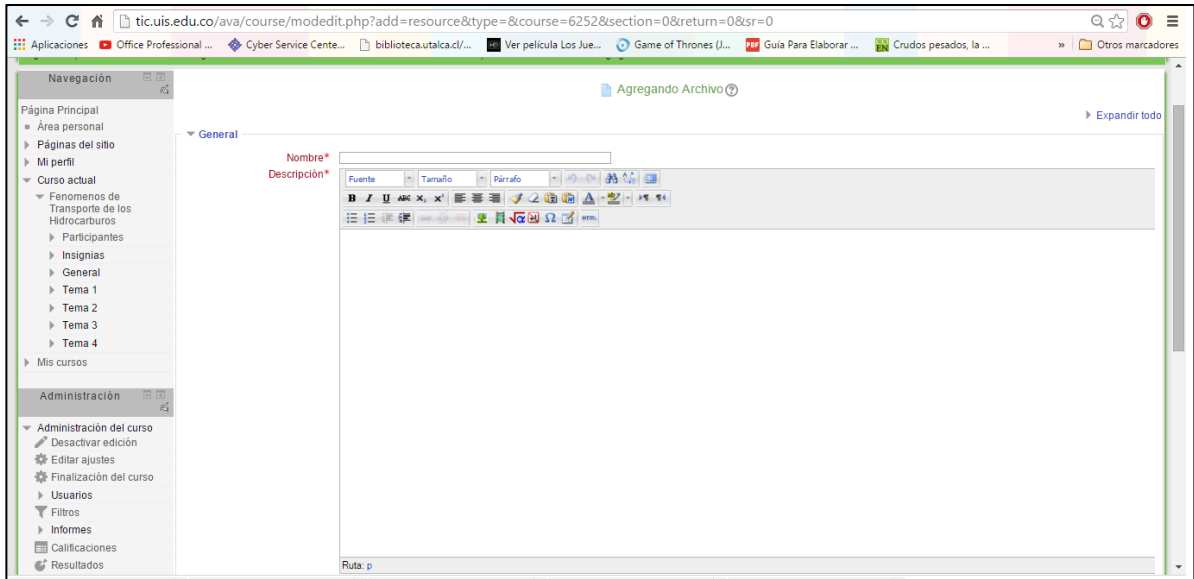 tic.uis.edu.co/ava/course/modedit.php?add=resource&type=&course=6252&section=0&return=0&sr=0
Aplicaciones Office Professional ... Cyber Service Cente... biblioteca.utalca.cl/... Ver película Los Jue... Game of Thrones (J... Guía Para Elaborar ... Crudos pesados, la ... » Otros marcadores
Navegación
Agregando Archivo
Página Principal
Expandir todo
Área personal
General
Páginas del sitio
Nombre*
Mi perfil
Descripción*
Fuente Tamaño Párrafo
Curso actual
Fenomenos de
Transporte de los
Hidrocarburos
B I U ABC X, X²
HTML
Participantes
Insignias
General
Tema 1
Tema 2
Tema 3
Tema 4
Mis cursos
Administración
Administración del curso
Desactivar edición
Editar ajustes
Finalización del curso
Usuarios
Filtros
Informes
Calificaciones
Resultados
Ruta: p